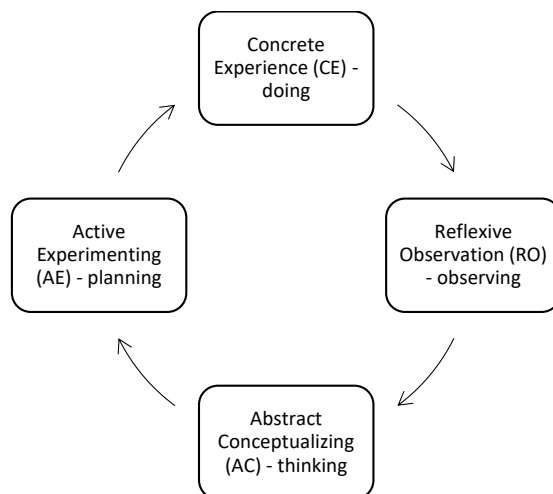 Concrete
Experience (CE) -
doing
Reflexive
Observation (RO)
- observing
Abstract
Conceptualizing
(AC) - thinking
Active
Experimenting
(AE) - planning